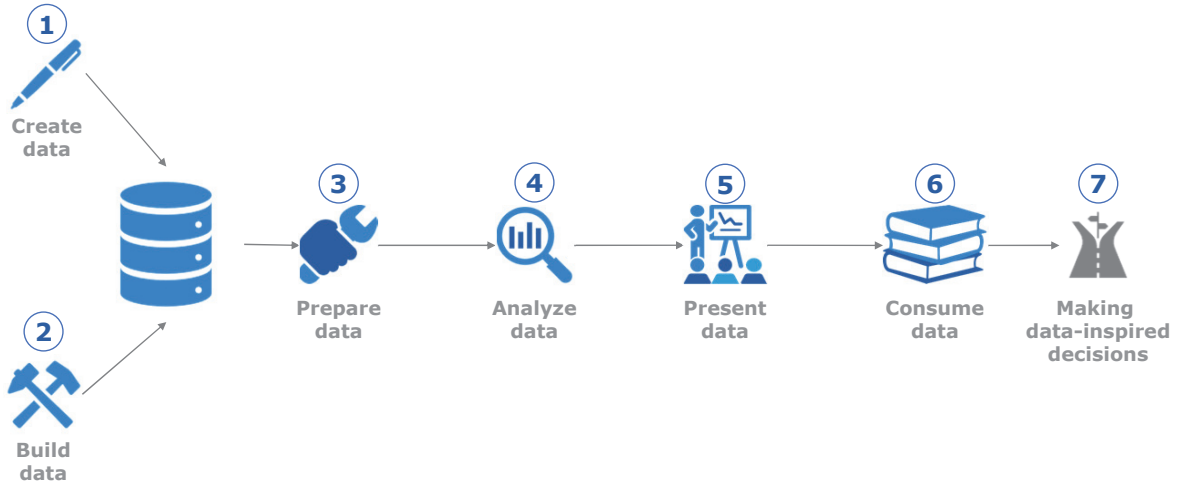 1
Create
data
2
Build
data
3
Prepare
data
4
Analyze
data
5
Present
data
6
Consume
data
7
Making
data-inspired
decisions